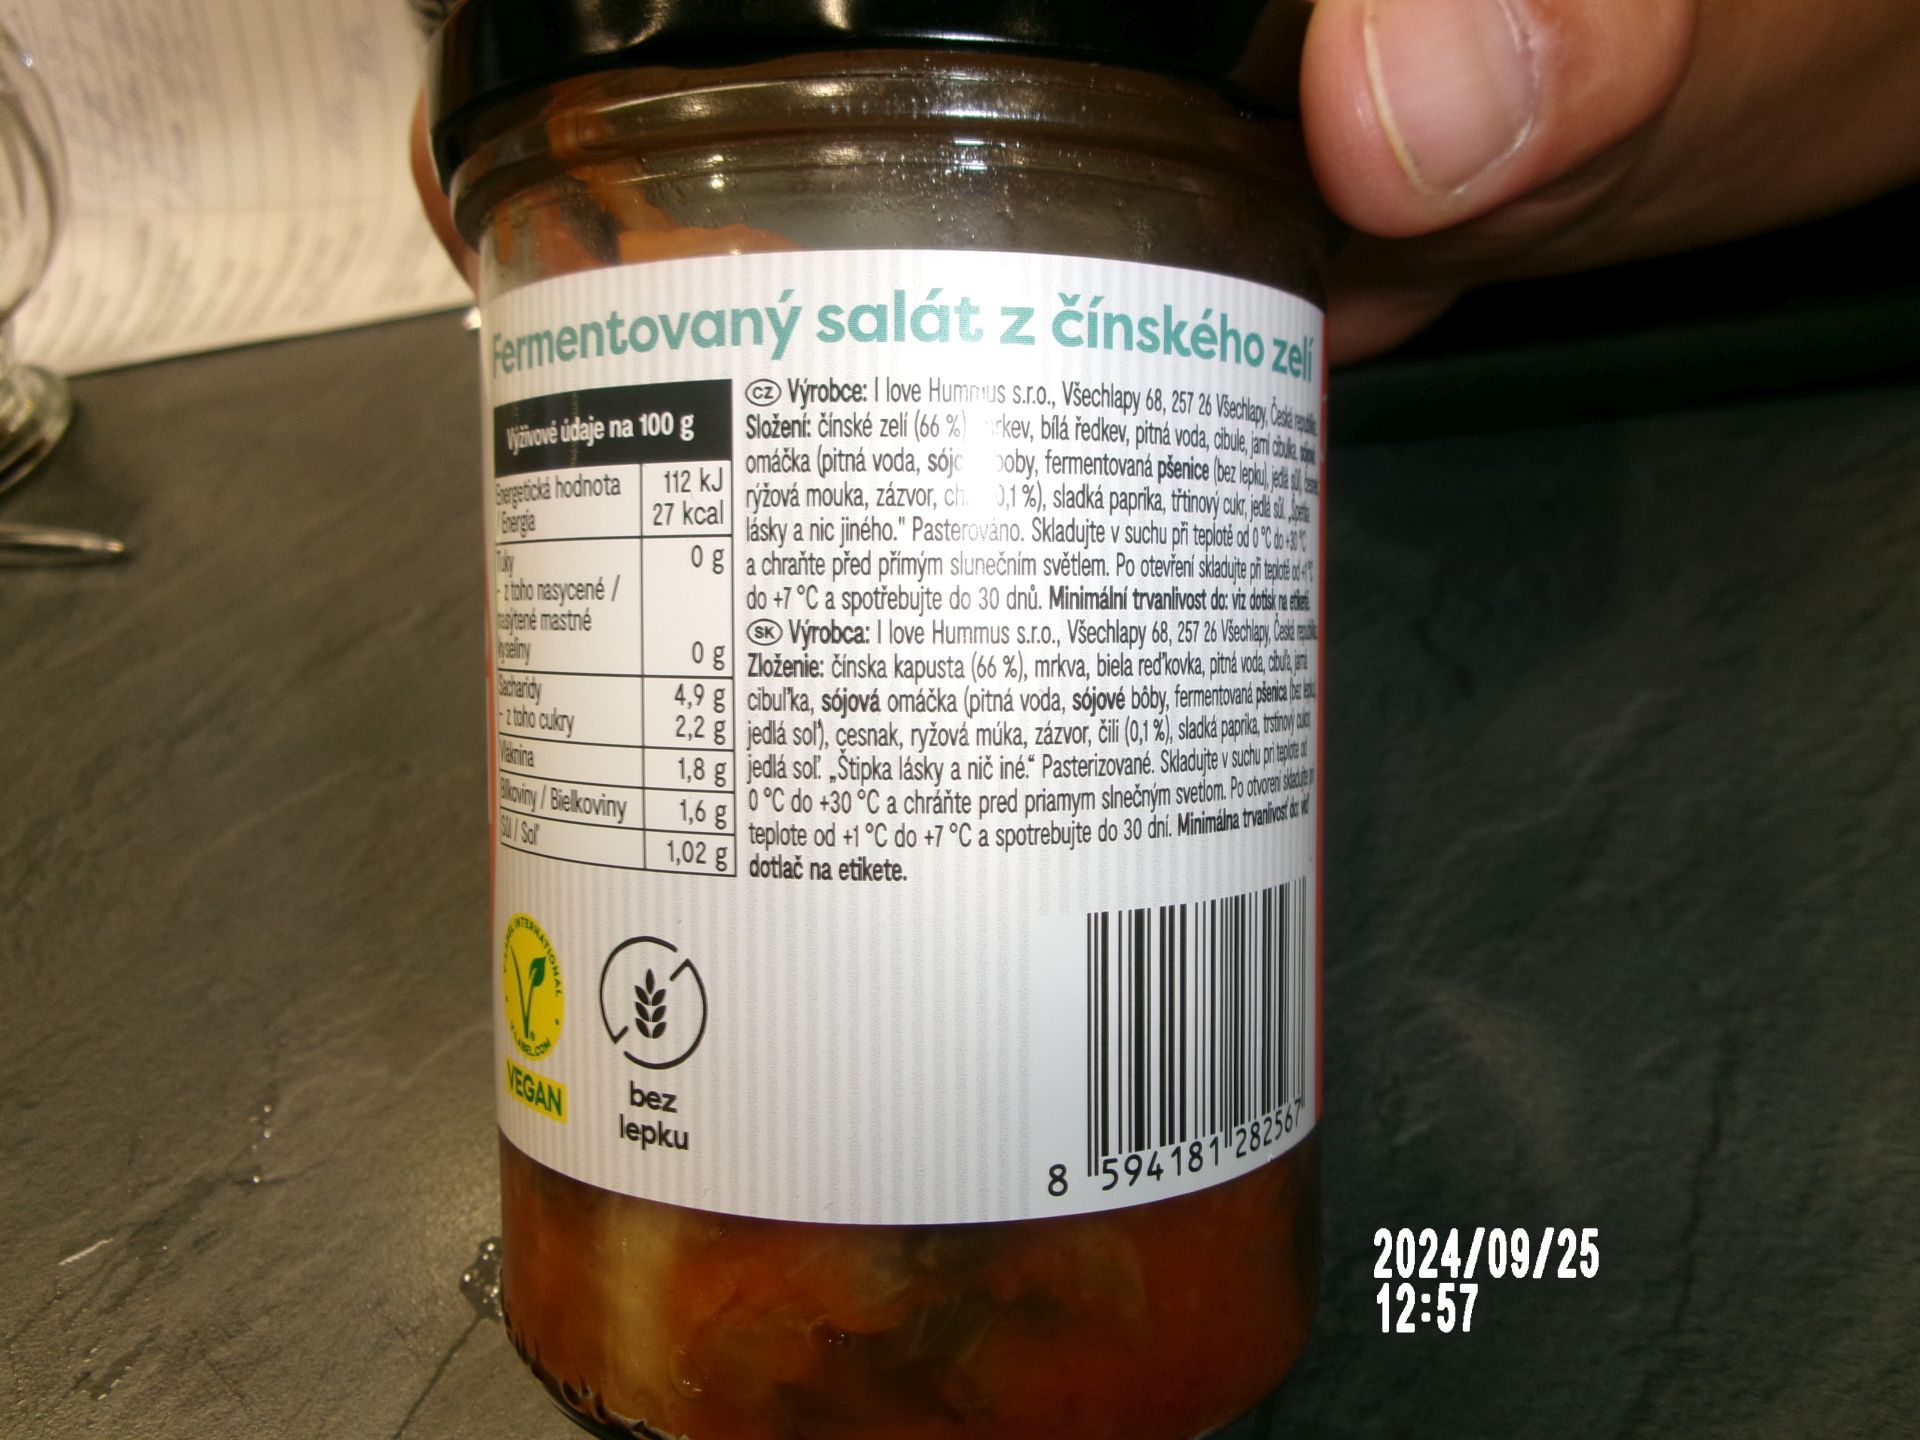 Fermentovaný salát z čínského zelí
Výživové údaje na 100 g
Energetická hodnota 112 kJ
/ Energia 27 kcal
Tuky 0 g
- z toho nasycené /
nasýtené mastné
kyseliny 0 g
Sacharidy 4,9 g
- z toho cukry 2,2 g
Vláknina 1,8 g
Bílkoviny / Bielkoviny 1,6 g
Sůl / Soľ 1,02 g
CZ Výrobce: I love Hummus s.r.o., Všechlapy 68, 257 26 Všechlapy, Česká republika
Složení: čínské zelí (66 %) bílá ředkev, pitná voda, cibule, jarní cibulka, sójová
omáčka (pitná voda, fermentovaná pšenice (bez lepku), jedlá sůl),
rýžová mouka, zázvor, 0,1 %), sladká paprika, třtinový cukr, jedlá sůl.
lásky a nic jiného." Pasterováno. Skladujte v suchu při teplotě od 0 °C do +30 °C
a chraňte před přímým slunečním světlem. Po otevření skladujte při teplotě od +1 °C
do +7 °C a spotřebujte do 30 dnů. Minimální trvanlivost do: viz dotisk na etiketě.
SK Výrobca: I love Hummus s.r.o., Všechlapy 68, 257 26 Všechlapy, Česká republika
Zloženie: čínska kapusta (66 %), mrkva, biela reďkovka, pitná voda, cibuľa, jarná
cibuľka, sójová omáčka (pitná voda, sójové bôby, fermentovaná pšenica (bez lepku),
jedlá soľ), cesnak, ryžová múka, zázvor, čili (0,1 %), sladká paprika, trstinový cukor
jedlá soľ. „Štipka lásky a nič iné.“ Pasterizované. Skladujte v suchu pri teplote od
0 °C do +30 °C a chráňte pred priamym slnečným svetlom. Po otvorení skladujte pri
teplote od +1 °C do +7 °C a spotrebujte do 30 dní. Minimálna trvanlivosť do: viď
dotlač na etikete.
V-LABEL INTERNATIONAL
V-LABEL.COM
VEGAN
bez
lepku
8 594181 282567
2024/09/25
12:57